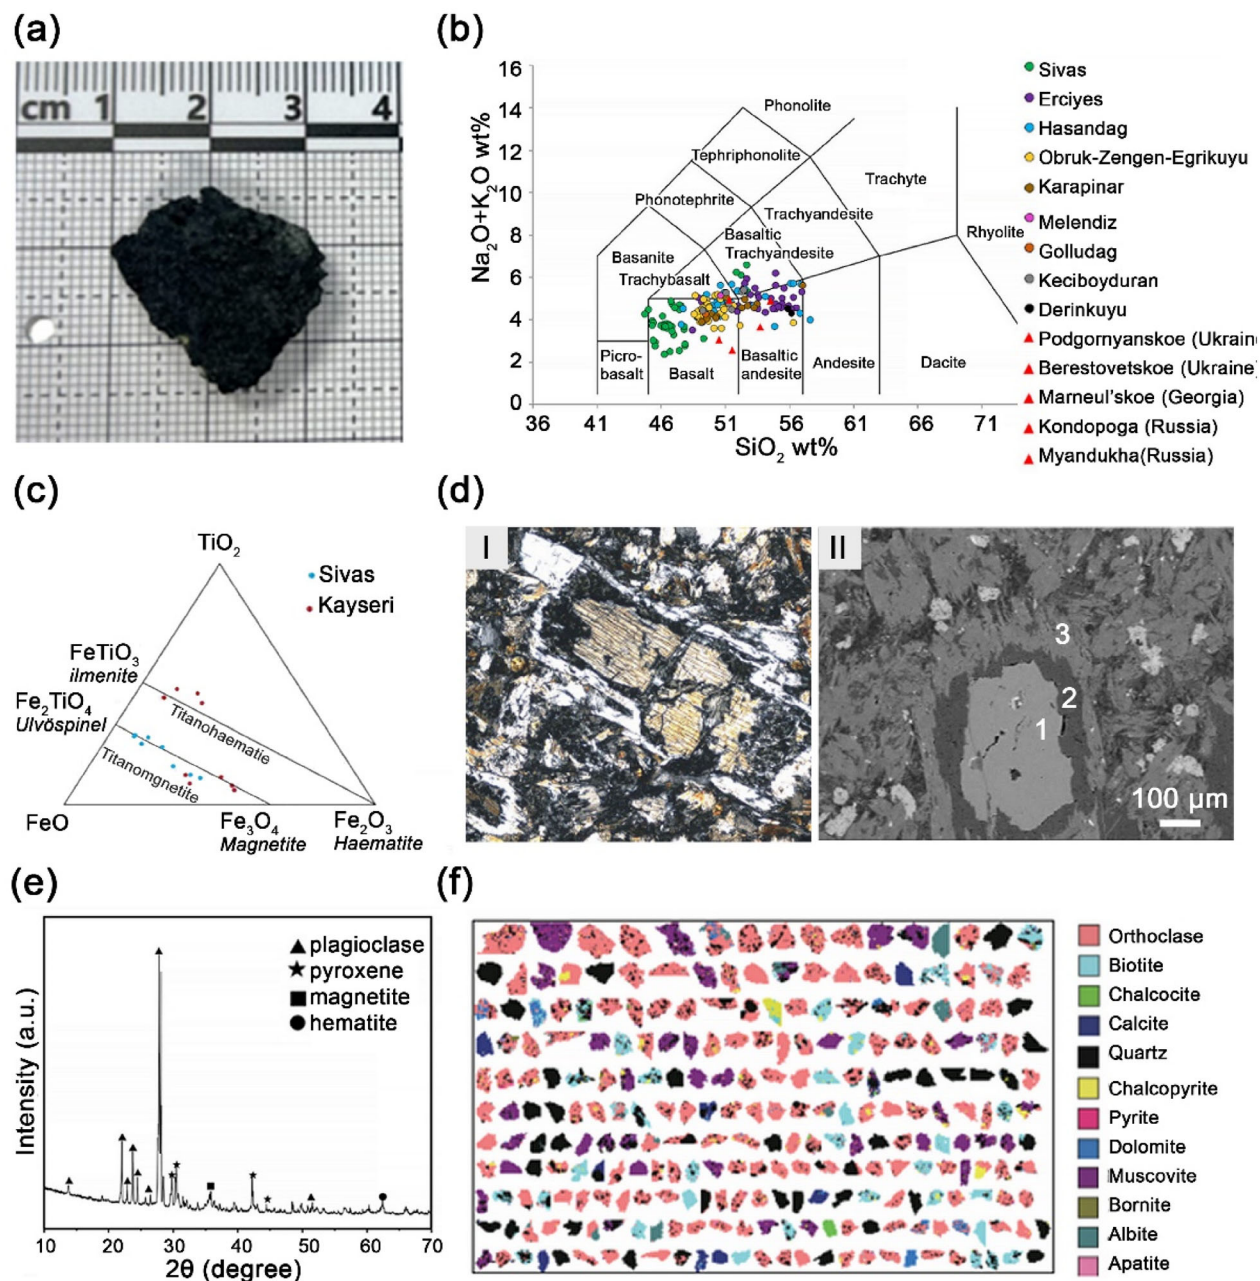 (a)
cm 1 2 3 4
(b)
Na2O+K2O wt%
16
14
12
10
8
6
4
2
0
36 41 46 51 56 61 66 71
SiO2 wt%
Phonolite
Tephriphonolite
Trachyte
Phonotephrite
Trachyandesite
Rhyolite
Basaltic
Trachyandesite
Basanite
Trachybasalt
Picro-
basalt
Basalt
Basaltic
andesite
Andesite
Dacite
Sivas
Erciyes
Hasandag
Obruk-Zengen-Egrikuyu
Karapinar
Melendiz
Golludag
Keciboyduran
Derinkuyu
Podgornyanskoe (Ukraine
Berestovetskoe (Ukraine)
Marneul'skoe (Georgia)
Kondopoga (Russia)
Myandukha(Russia)
(c)
TiO2
Sivas
Kayseri
FeTiO3
ilmenite
Fe2TiO4
Ulvöspinel
Titanohaematie
Titanomgnetite
FeO
Fe3O4
Magnetite
Fe2O3
Haematite
(d)
I
II
3
2
1
100 µm
(e)
Intensity (a.u.)
plagioclase
pyroxene
magnetite
hematite
10 20 30 40 50 60 70
2θ (degree)
(f)
Orthoclase
Biotite
Chalcocite
Calcite
Quartz
Chalcopyrite
Pyrite
Dolomite
Muscovite
Bornite
Albite
Apatite